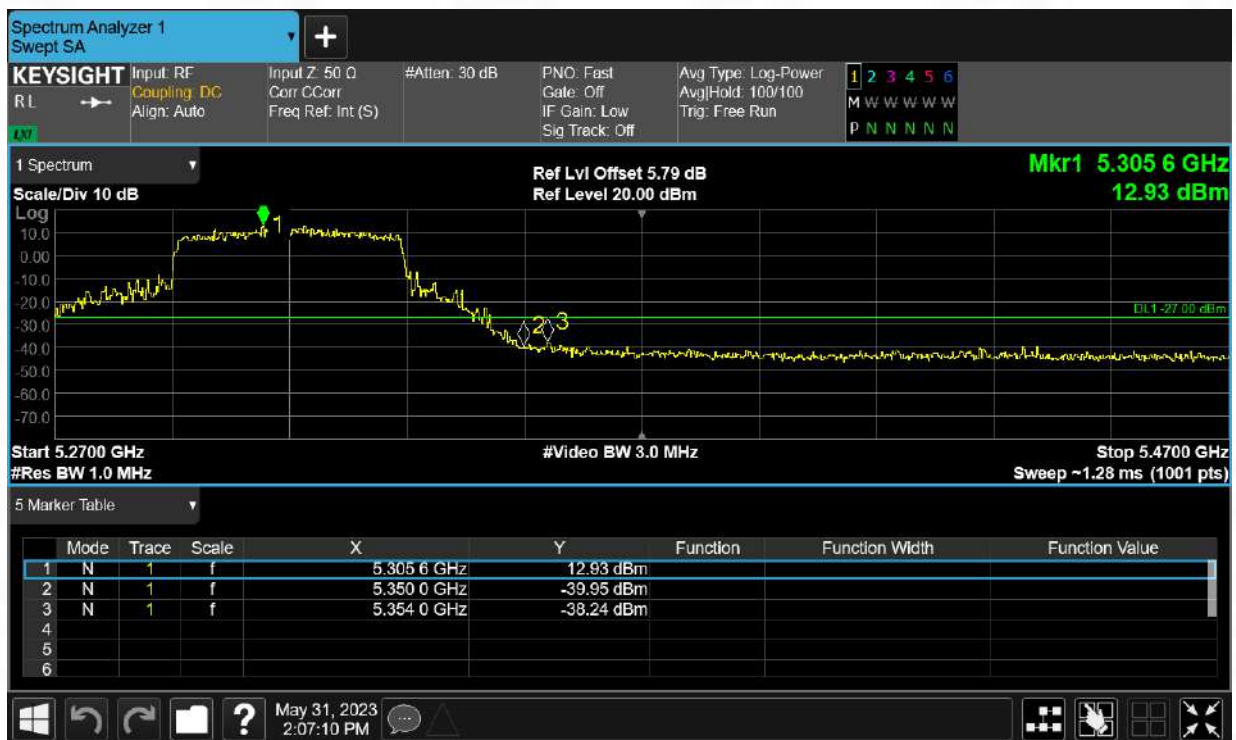 Spectrum Analyzer 1
Swept SA
KEYSIGHT Input: RF Input Z: 50 Ω #Atten: 30 dB PNO: Fast Avg Type: Log-Power 1 2 3 4 5 6
RL Coupling: DC Corr CCorr Gate: Off Avg|Hold: 100/100 M W W W W W
Align: Auto Freq Ref: Int (S) IF Gain: Low Trig: Free Run
LXI Sig Track: Off P N N N N N
1 Spectrum Ref Lvl Offset 5.79 dB Mkr1 5.305 6 GHz
Scale/Div 10 dB Ref Level 20.00 dBm 12.93 dBm
Log
1
10.0
0.00
-10.0
-20.0
DL1 -27.00 dBm
-30.0 2 3
-40.0
-50.0
-60.0
-70.0
Start 5.2700 GHz #Video BW 3.0 MHz Stop 5.4700 GHz
#Res BW 1.0 MHz Sweep ~1.28 ms (1001 pts)
5 Marker Table
Mode Trace Scale X Y Function Function Width Function Value
1 N 1 f 5.305 6 GHz 12.93 dBm
2 N 1 f 5.350 0 GHz -39.95 dBm
3 N 1 f 5.354 0 GHz -38.24 dBm
4
5
6
? May 31, 2023
2:07:10 PM